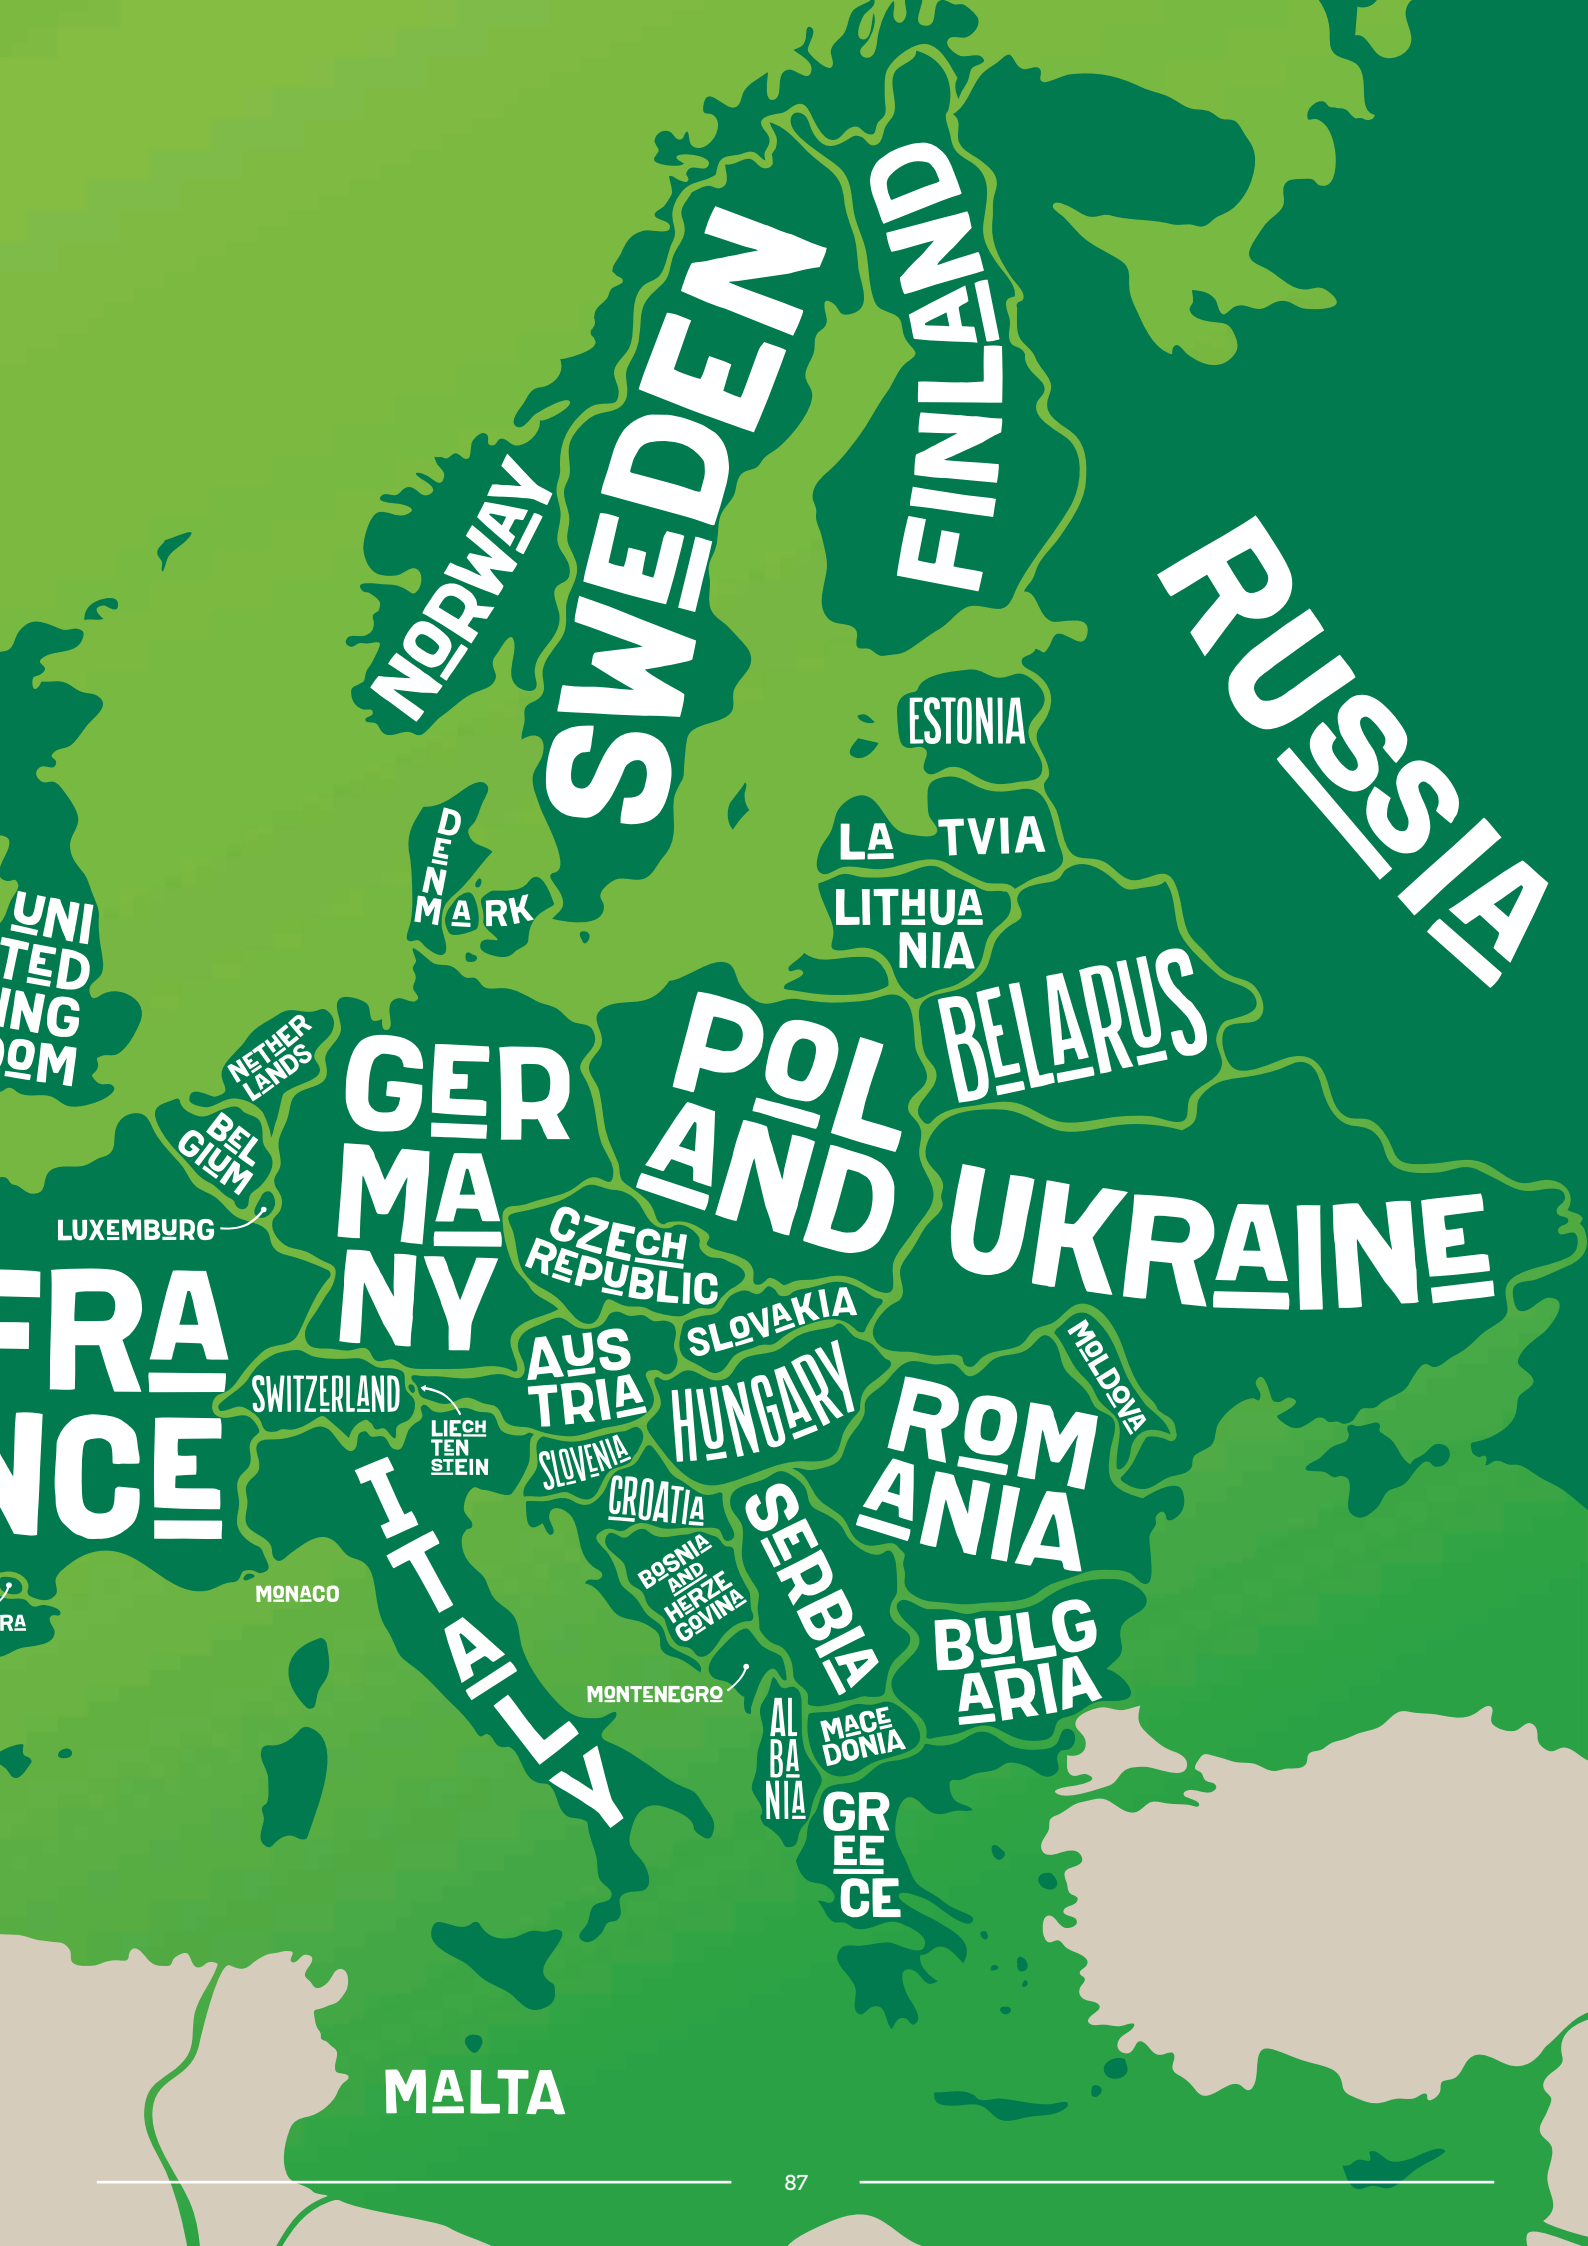 FINLAND
SWEDEN
NORWAY
RUSSIA
ESTONIA
LA TVIA
LITHUA
NIA
D
E
N
MARK
UNI
TED
ING
DOM
BELARUS
POL
AND
NETHER
LANDS
GER
MA
NY
BEL
GIUM
LUXEMBURG
UKRAINE
CZECH
REPUBLIC
SLOVAKIA
FRA
NCE
AUS
TRIA
SWITZERLAND
LIECH
TEN
STEIN
HUNGARY
MOLDOVA
ROM
ANIA
SLOVENIA
CROATIA
ITALY
SERBIA
BOSNIA
AND
HERZE
GOVINA
MONACO
RA
BULG
ARIA
MONTENEGRO
AL
BA
NIA
MACE
DONIA
GR
EE
CE
MALTA
87